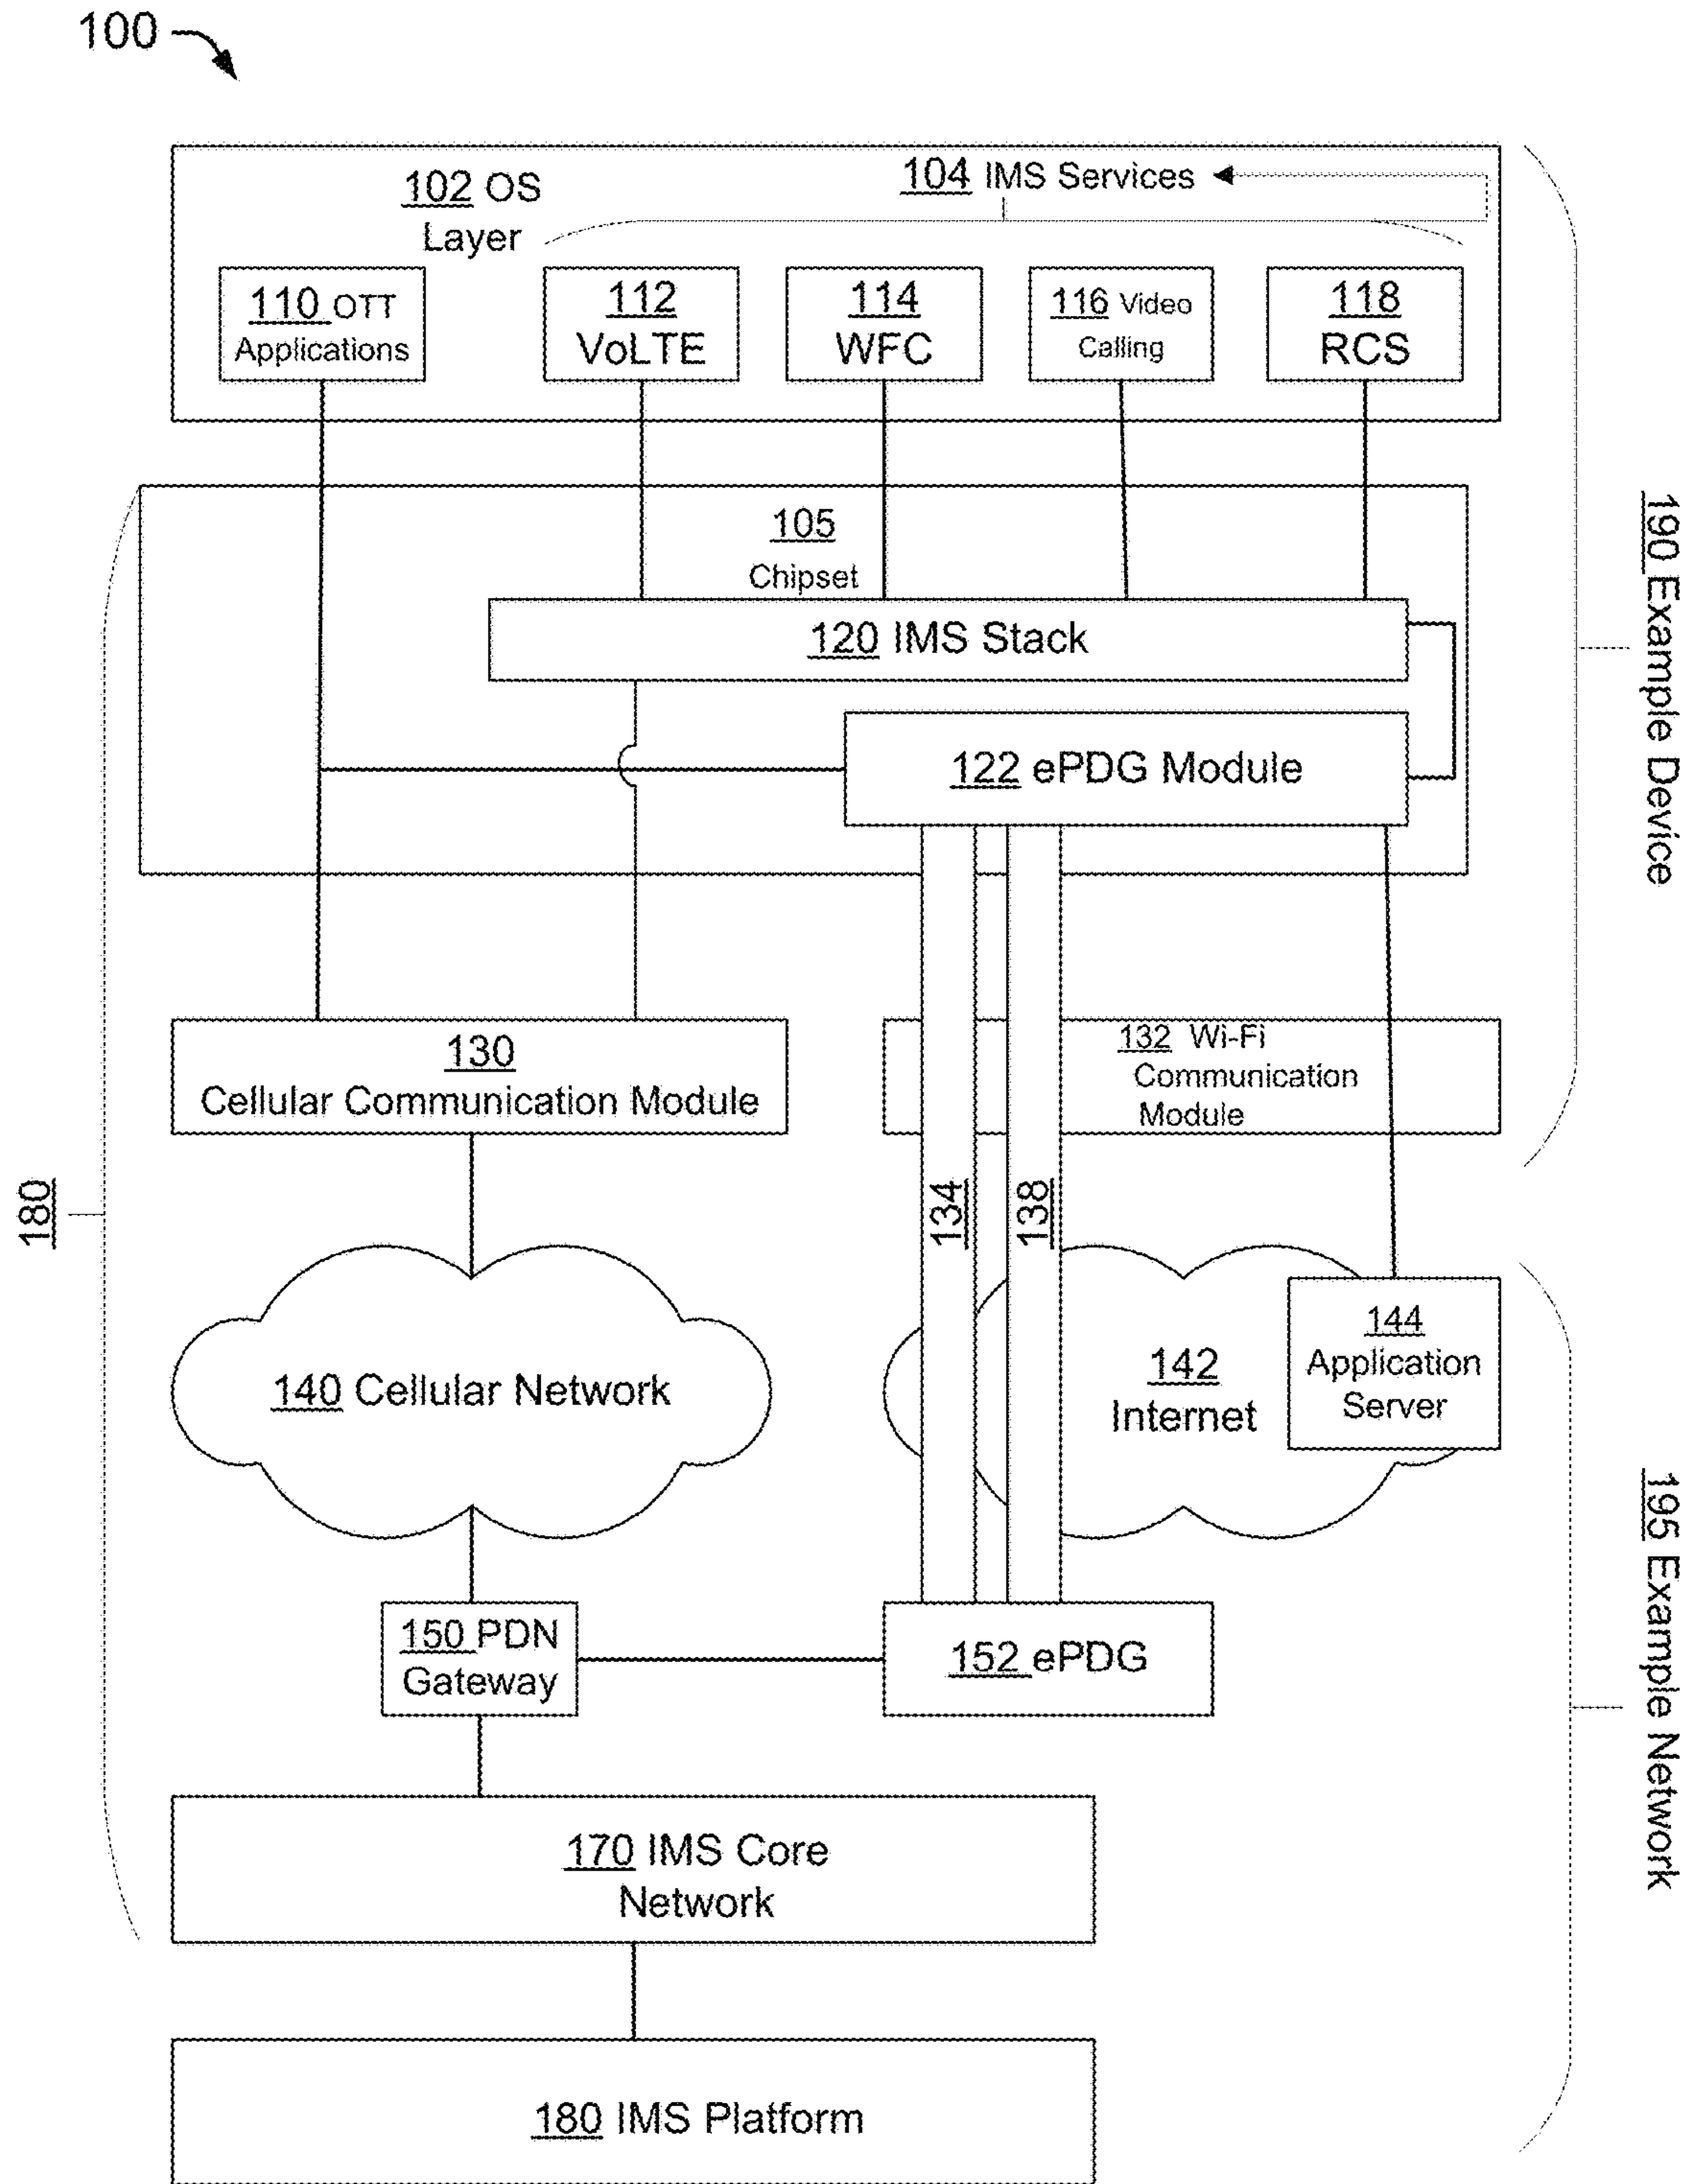 100
102 OS
Layer
104 IMS Services
110 OTT
Applications
112
VoLTE
114
WFC
116 Video
Calling
118
RCS
105
Chipset
120 IMS Stack
122 ePDG Module
190 Example Device
130
Cellular Communication Module
132 Wi-Fi
Communication
Module
180
134
138
140 Cellular Network
142
Internet
144
Application
Server
150 PDN
Gateway
152 ePDG
195 Example Network
170 IMS Core
Network
180 IMS Platform